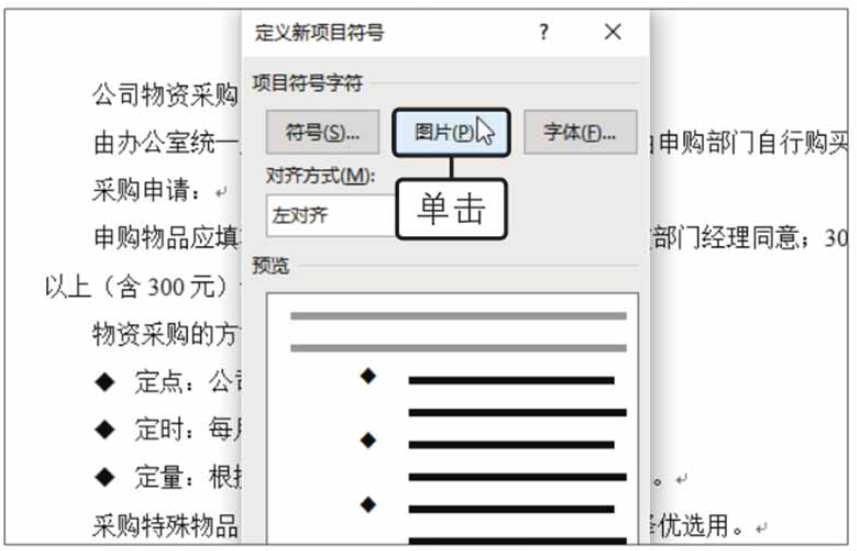 定义新项目符号 ? ×
项目符号字符
符号(S)... 图片(P) 字体(F)...
对齐方式(M):
左对齐
单击
预览
公司物资采购
由办公室统一 申购部门自行购买
采购申请：
申购物品应填 部门经理同意；30
以上（含 300 元）
物资采购的方
◆ 定点：公
◆ 定时：每
◆ 定量：根 。
采购特殊物品 优选用。